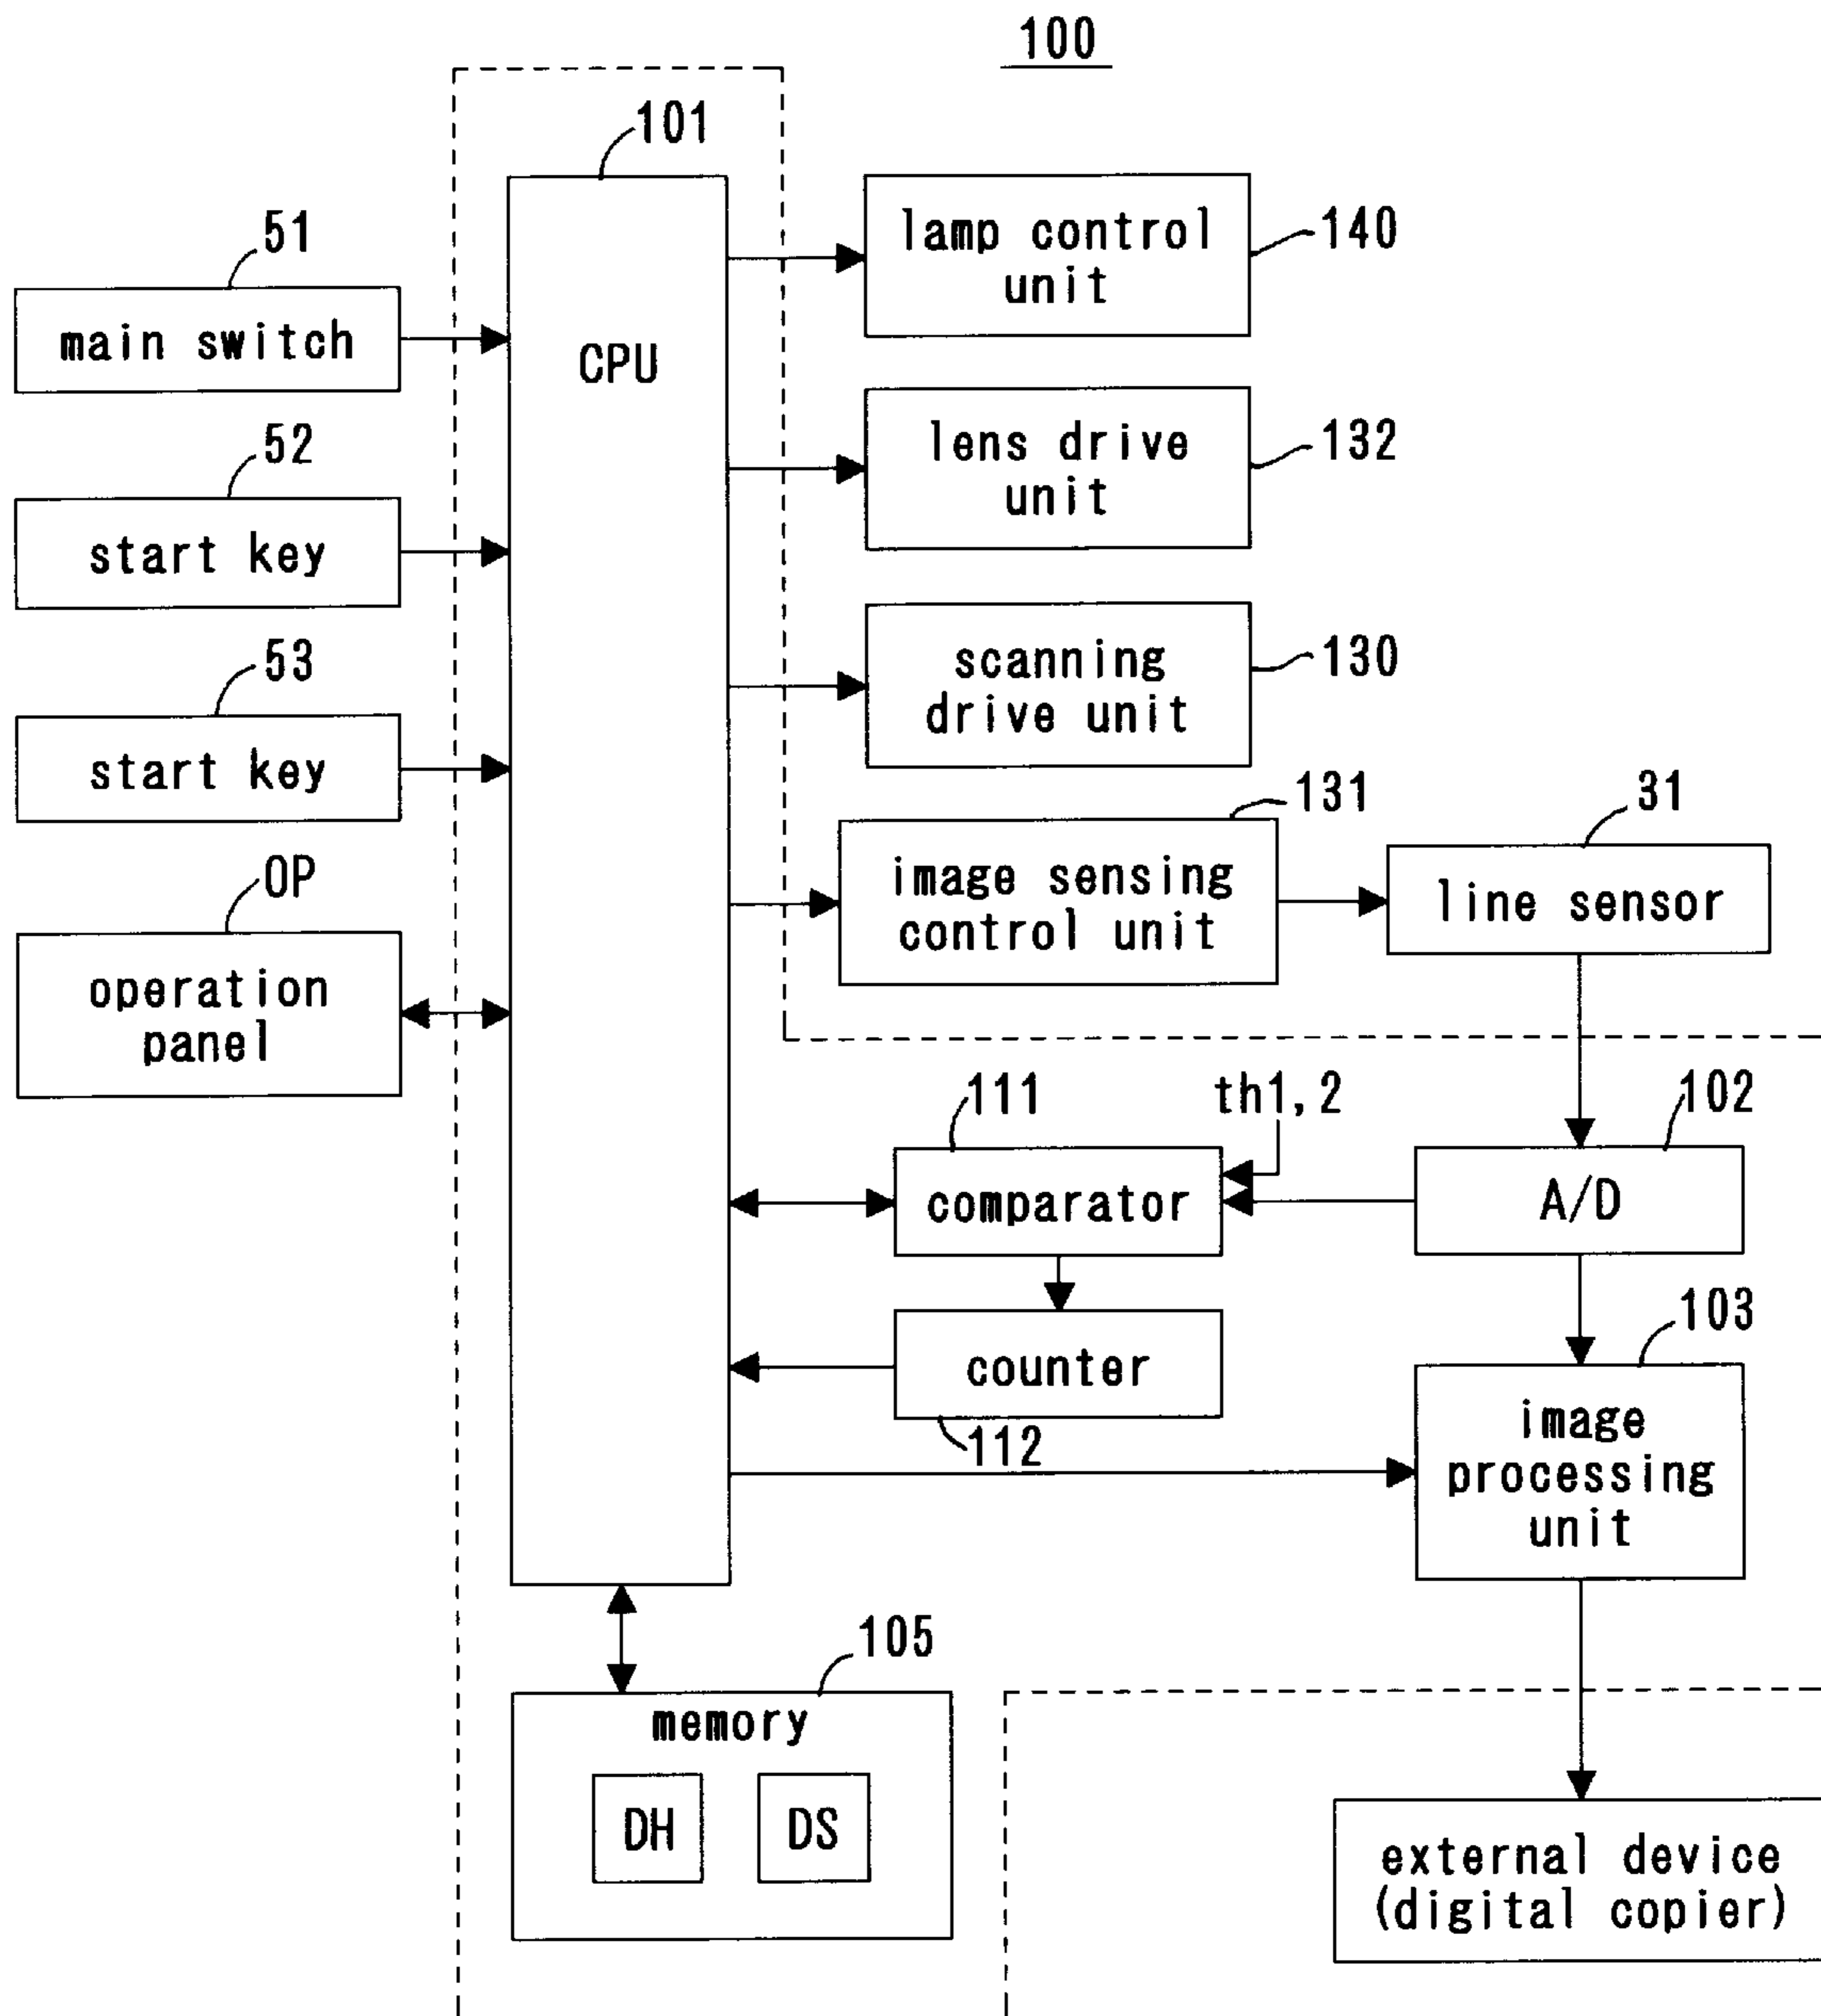 100
101
CPU
51
main switch
52
start key
53
start key
OP
operation
panel
lamp control
unit
140
lens drive
unit
132
scanning
drive unit
130
131
image sensing
control unit
31
line sensor
111
th1,2
comparator
102
A/D
counter
112
103
image
processing
unit
105
memory
DH
DS
external device
(digital copier)